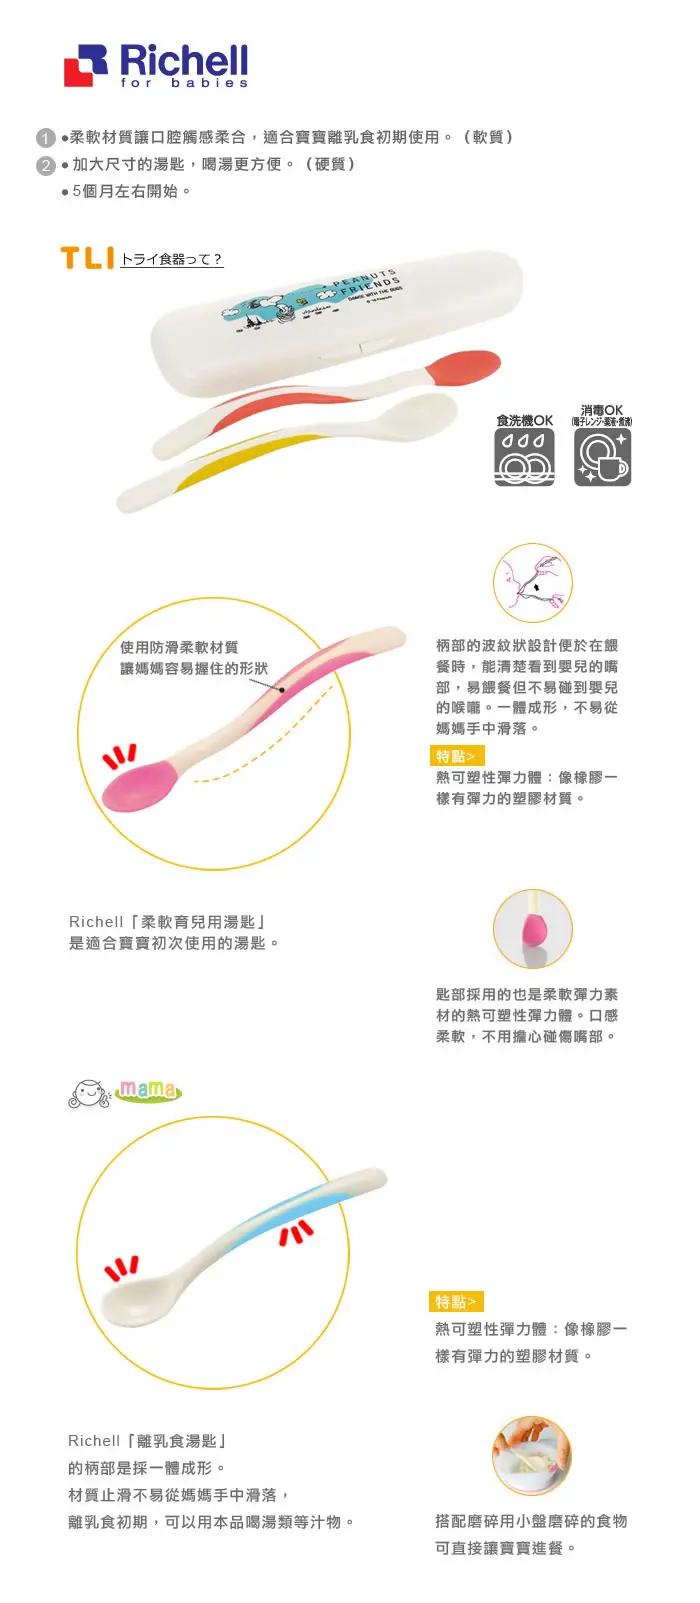 Richell
for babies
1 ●柔軟材質讓口腔觸感柔合，適合寶寶離乳食初期使用。（軟質）
2 ●加大尺寸的湯匙，喝湯更方便。（硬質）
●5個月左右開始。
TLI トライ食器って？
PEANUTS
FRIENDS
DANCE WITH THE DOGS
食洗機OK
消毒OK
(電子レンジ・薬液・煮沸)
使用防滑柔軟材質
讓媽媽容易握住的形狀
柄部的波紋狀設計便於在餵
餐時，能清楚看到嬰兒的嘴
部，易餵餐但不易碰到嬰兒
的喉嚨。一體成形，不易從
媽媽手中滑落。
特點>
熱可塑性彈力體：像橡膠一
樣有彈力的塑膠材質。
Richell「柔軟育兒用湯匙」
是適合寶寶初次使用的湯匙。
匙部採用的也是柔軟彈力素
材的熱可塑性彈力體。口感
柔軟，不用擔心碰傷嘴部。
mama
特點>
熱可塑性彈力體：像橡膠一
樣有彈力的塑膠材質。
Richell「離乳食湯匙」
的柄部是採一體成形。
材質止滑不易從媽媽手中滑落，
離乳食初期，可以用本品喝湯類等汁物。
搭配磨碎用小盤磨碎的食物
可直接讓寶寶進餐。